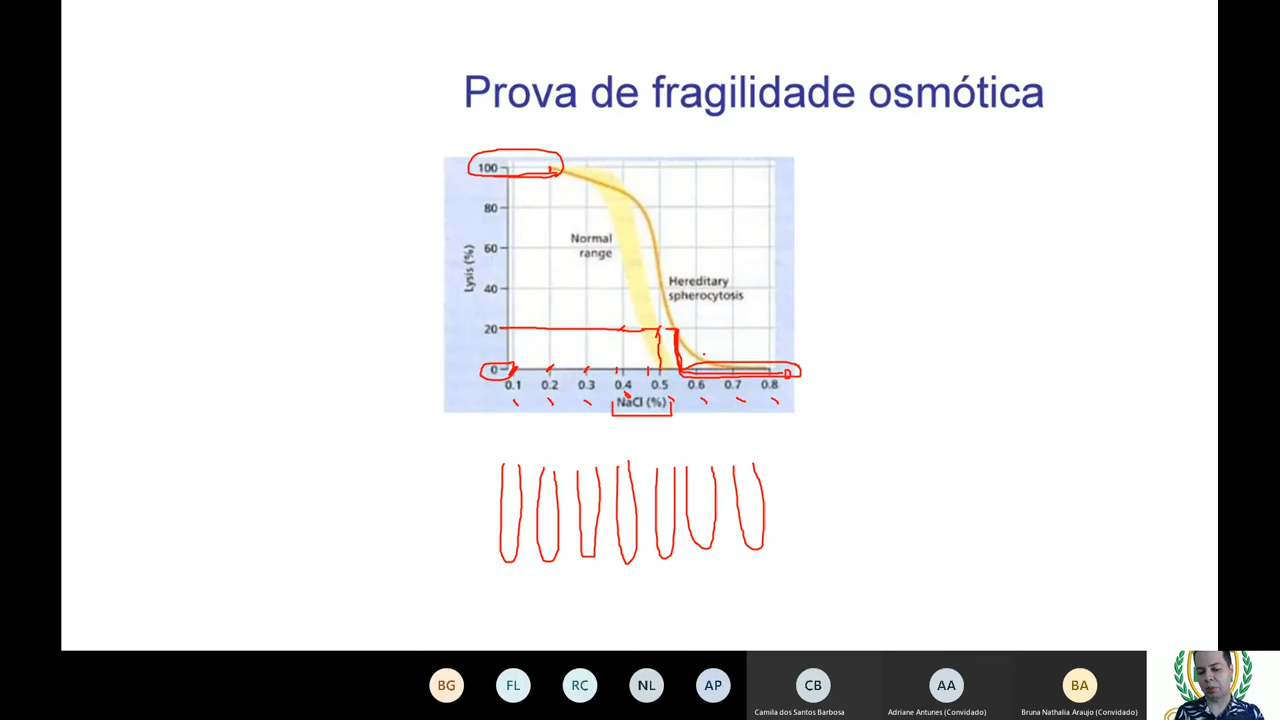 Prova de fragilidade osmótica
100
80
60
40
20
0
Lysis (%)
Normal
range
Hereditary
spherocytosis
0.1 0.2 0.3 0.4 0.5 0.6 0.7 0.8
NaCl (%)
BG FL RC NL AP CB AA BA
Camila dos Santos Barbosa Adriane Antunes (Convidado) Bruna Nathalia Araujo (Convidado)